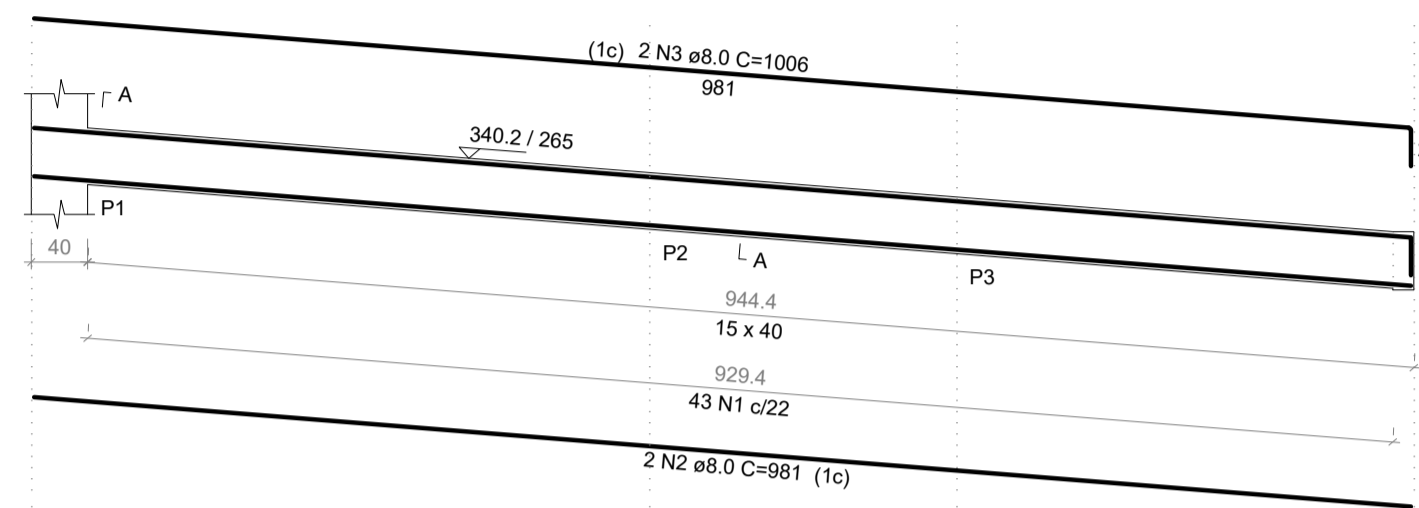 (1c) 2 N3 ø8.0 C=1006
981
A
340.2 / 265
P1
40
P2
A
P3
944.4
15 x 40
929.4
43 N1 c/22
2 N2 ø8.0 C=981 (1c)